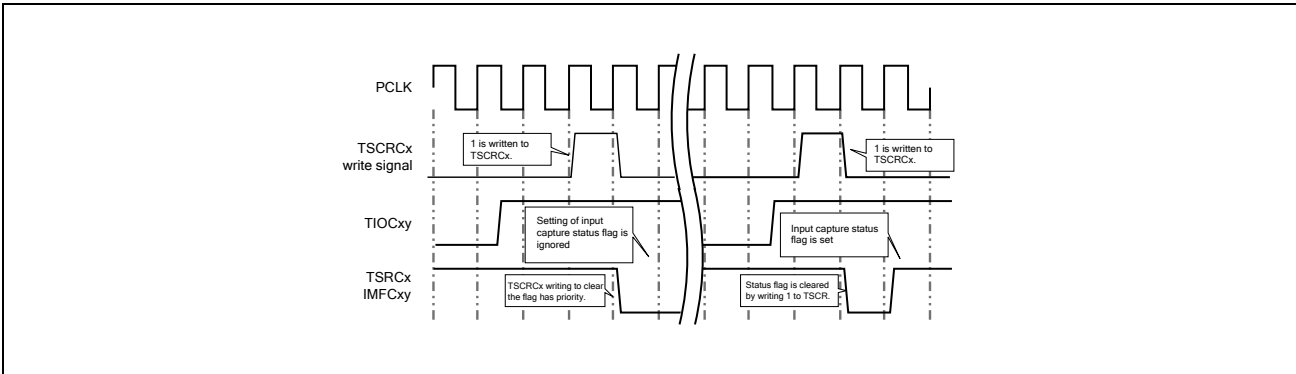 PCLK
TSCRCx
write signal
1 is written to
TSCRCx.
1 is written to
TSCRCx.
TIOCxy
Setting of input
capture status flag is
ignored
Input capture status
flag is set
TSRCx
IMFCxy
TSCRCx writing to clear
the flag has priority.
Status flag is cleared
by writing 1 to TSCR.